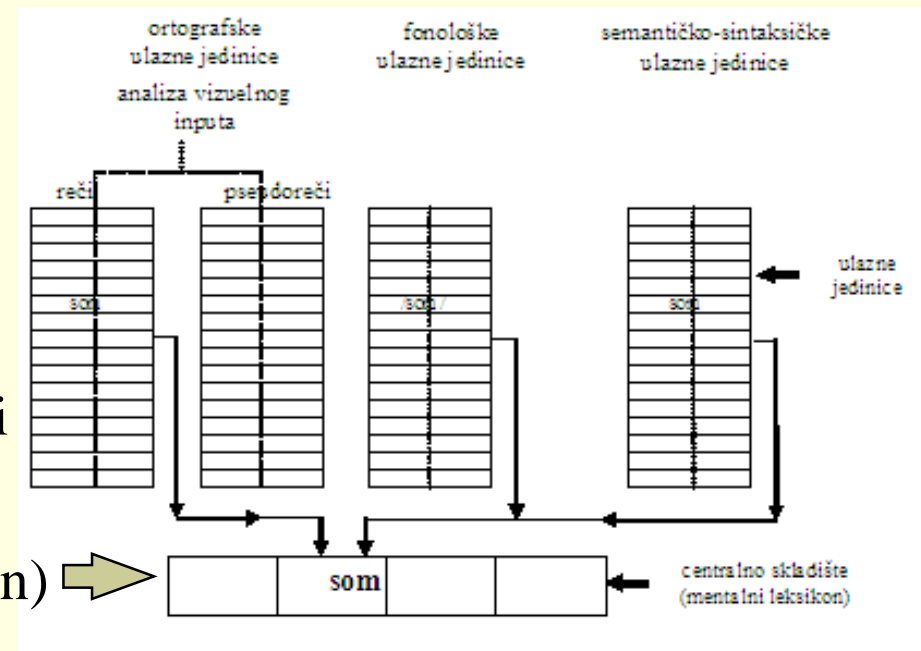 ortografske
ulazne jedinice
fonološke
ulazne jedinice
semantičko-sintaksičke
ulazne jedinice
analiza vizuelnog
inputa
reči
pseudoreči
som
/som/
som
ulazne
jedinice
i
n)
som
centralno skladište
(mentalni leksikon)